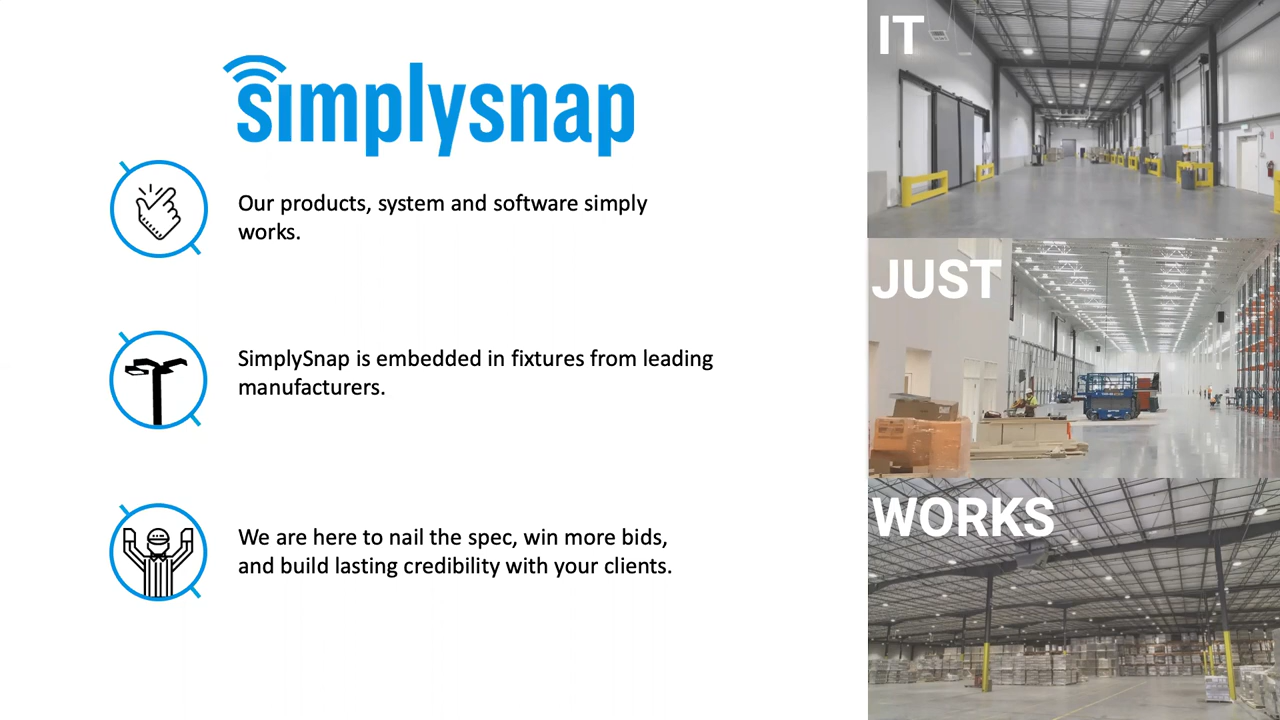 simplysnap
Our products, system and software simply
works.
SimplySnap is embedded in fixtures from leading
manufacturers.
We are here to nail the spec, win more bids,
and build lasting credibility with your clients.
IT
JUST
WORKS